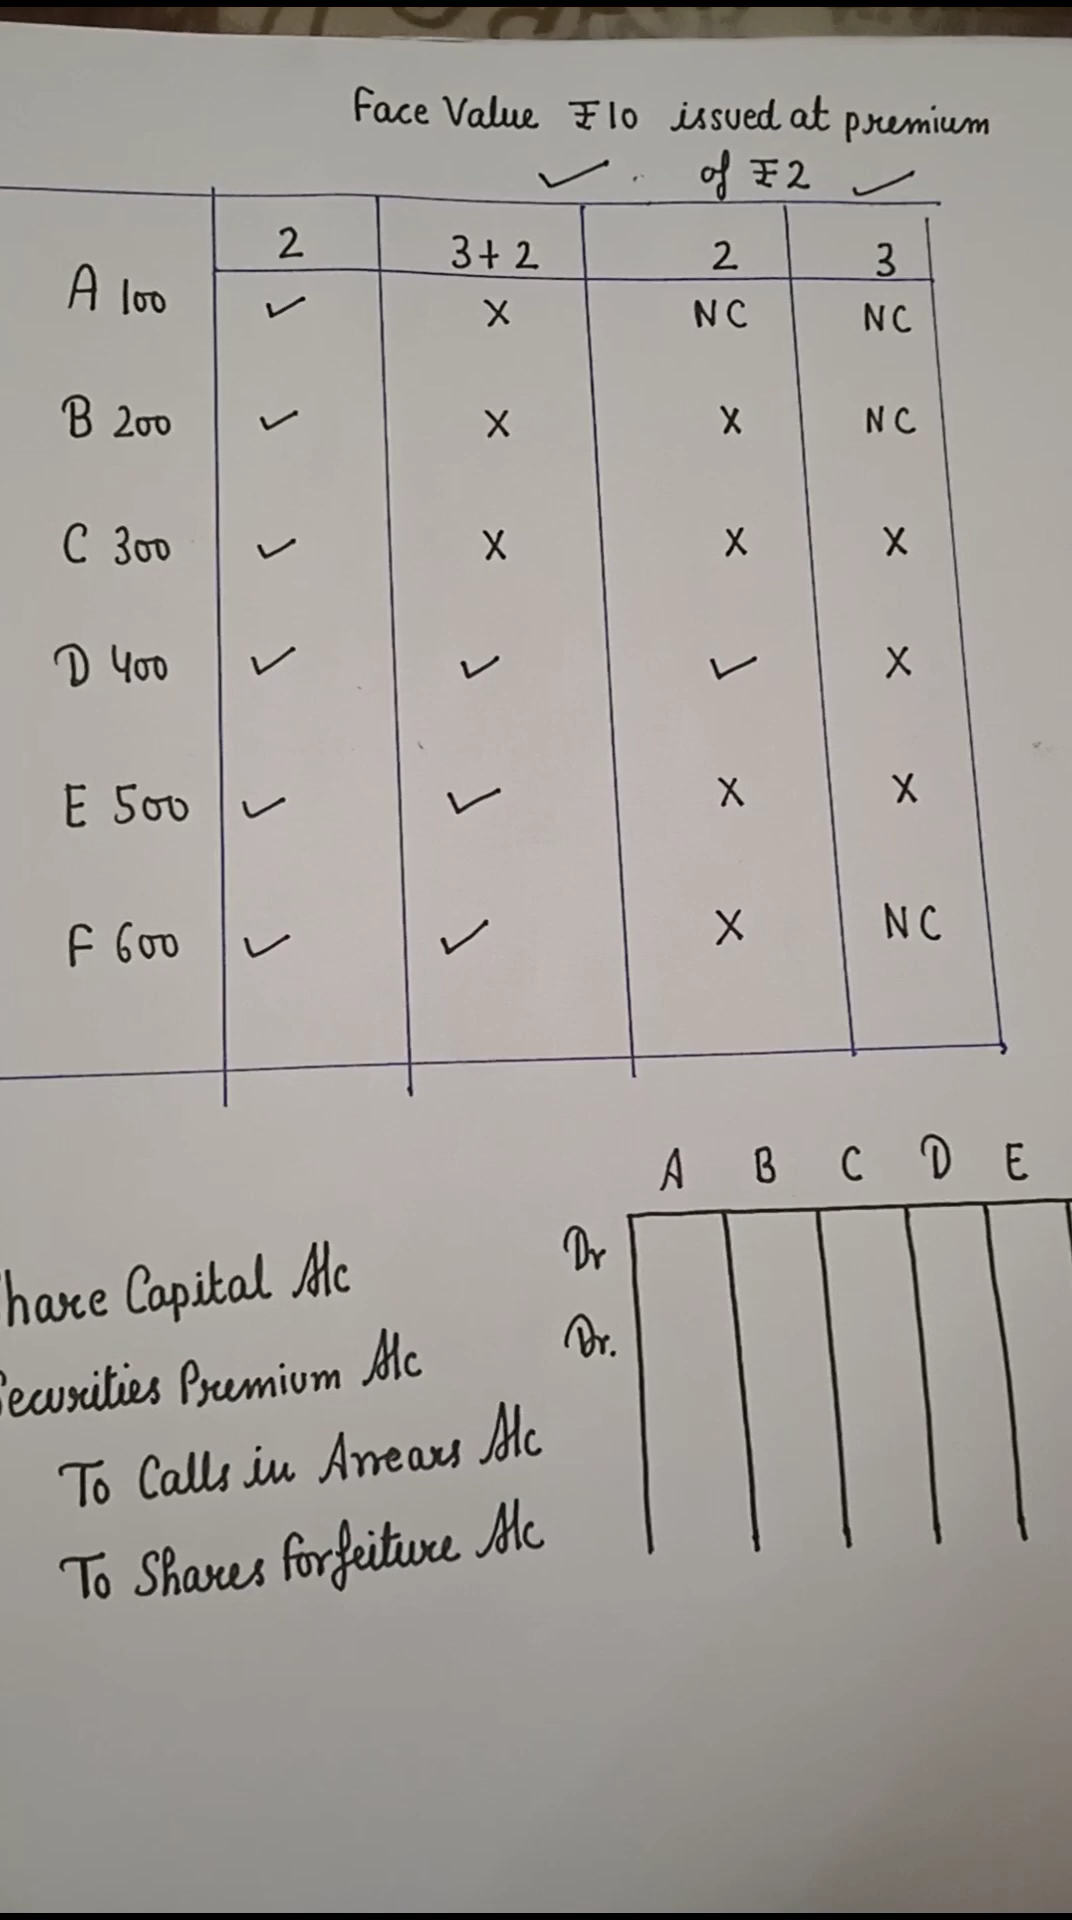 Face Value ₹10 issued at premium
of ₹2
2 3+2 2 3
A 100 ✓ X NC NC
B 200 ✓ X X NC
C 300 ✓ X X X
D 400 ✓ ✓ ✓ X
E 500 ✓ ✓ X X
F 600 ✓ ✓ X NC
A B C D E
hare Capital A/c Dr
ecurities Premium A/c Dr.
To Calls in Arrears A/c
To Shares Forfeiture A/c